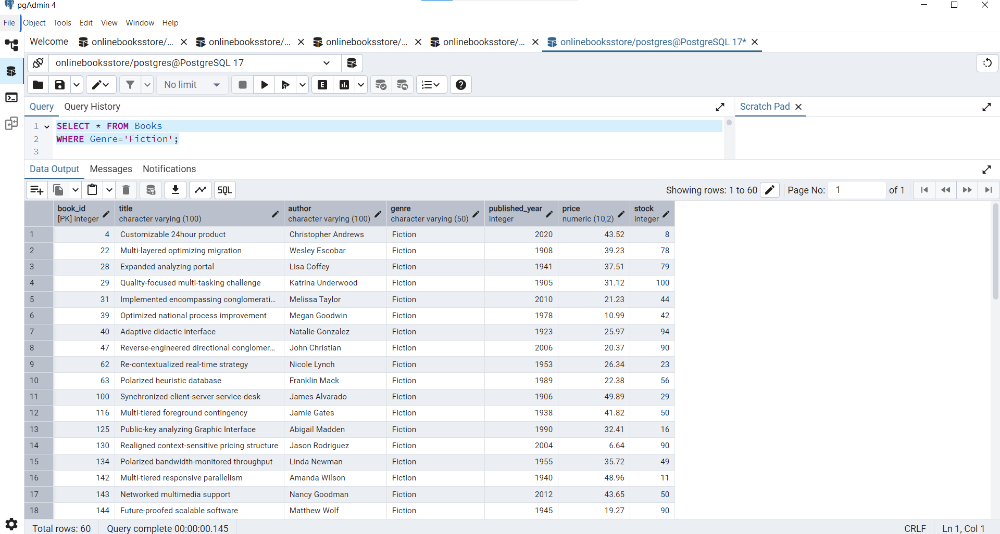 pgAdmin 4
File Object Tools Edit View Window Help
Welcome onlinebooksstore/... onlinebooksstore/... onlinebooksstore/... onlinebooksstore/... onlinebooksstore/postgres@PostgreSQL 17*
onlinebooksstore/postgres@PostgreSQL 17
No limit E
Query Query History Scratch Pad
1 SELECT * FROM Books
2 WHERE Genre='Fiction';
3
Data Output Messages Notifications
SQL Showing rows: 1 to 60 Page No: 1 of 1
book_id title author genre published_year price stock
[PK] integer character varying (100) character varying (100) character varying (50) integer numeric (10,2) integer
1 4 Customizable 24hour product Christopher Andrews Fiction 2020 43.52 8
2 22 Multi-layered optimizing migration Wesley Escobar Fiction 1908 39.23 78
3 28 Expanded analyzing portal Lisa Coffey Fiction 1941 37.51 79
4 29 Quality-focused multi-tasking challenge Katrina Underwood Fiction 1905 31.12 100
5 31 Implemented encompassing conglomerati... Melissa Taylor Fiction 2010 21.23 44
6 39 Optimized national process improvement Megan Goodwin Fiction 1978 10.99 42
7 40 Adaptive didactic interface Natalie Gonzalez Fiction 1923 25.97 94
8 47 Reverse-engineered directional conglomer... John Christian Fiction 2006 20.37 90
9 62 Re-contextualized real-time strategy Nicole Lynch Fiction 1953 26.34 23
10 63 Polarized heuristic database Franklin Mack Fiction 1989 22.38 56
11 100 Synchronized client-server service-desk James Alvarado Fiction 1906 49.89 29
12 116 Multi-tiered foreground contingency Jamie Gates Fiction 1938 41.82 50
13 125 Public-key analyzing Graphic Interface Abigail Madden Fiction 1990 32.41 16
14 130 Realigned context-sensitive pricing structure Jason Rodriguez Fiction 2004 6.64 90
15 134 Polarized bandwidth-monitored throughput Linda Newman Fiction 1955 35.72 49
16 142 Multi-tiered responsive parallelism Amanda Wilson Fiction 1940 48.96 11
17 143 Networked multimedia support Nancy Goodman Fiction 2012 43.65 50
18 144 Future-proofed scalable software Matthew Wolf Fiction 1945 19.27 90
Total rows: 60 Query complete 00:00:00.145 CRLF Ln 1, Col 1